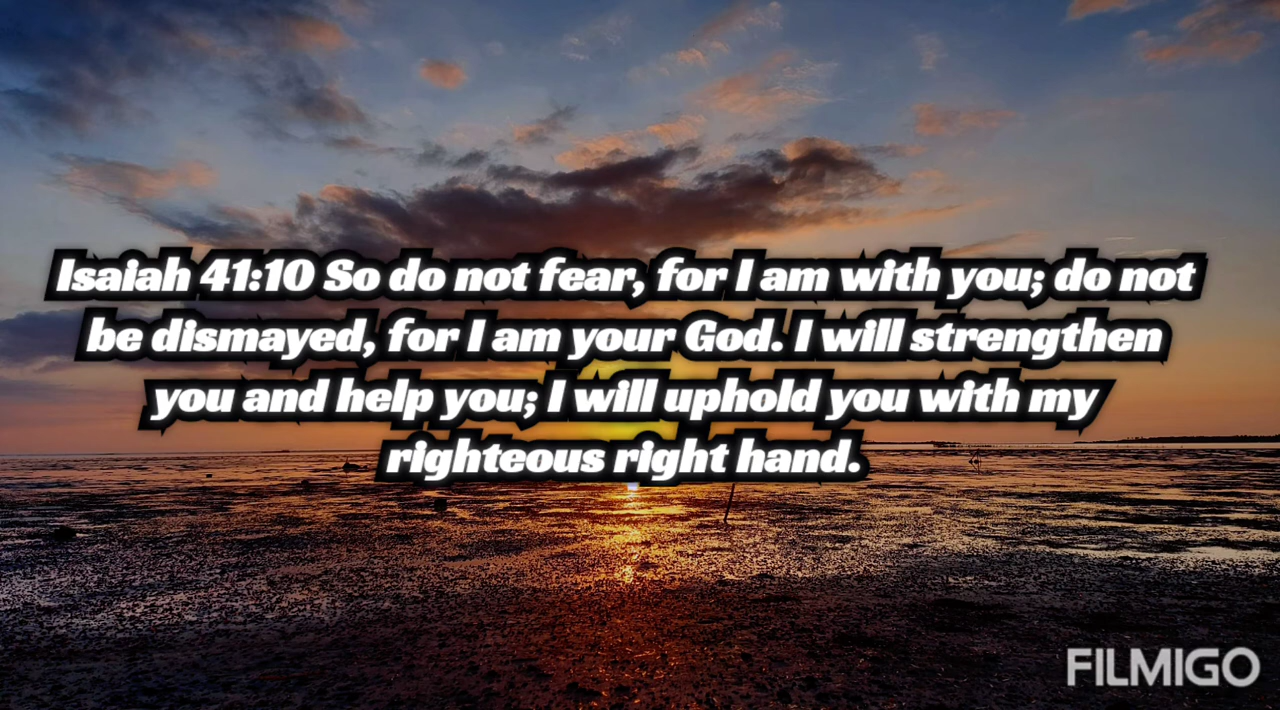 Isaiah 41:10 So do not fear, for I am with you; do not
be dismayed, for I am your God. I will strengthen
you and help you; I will uphold you with my
righteous right hand.
FILMIGO